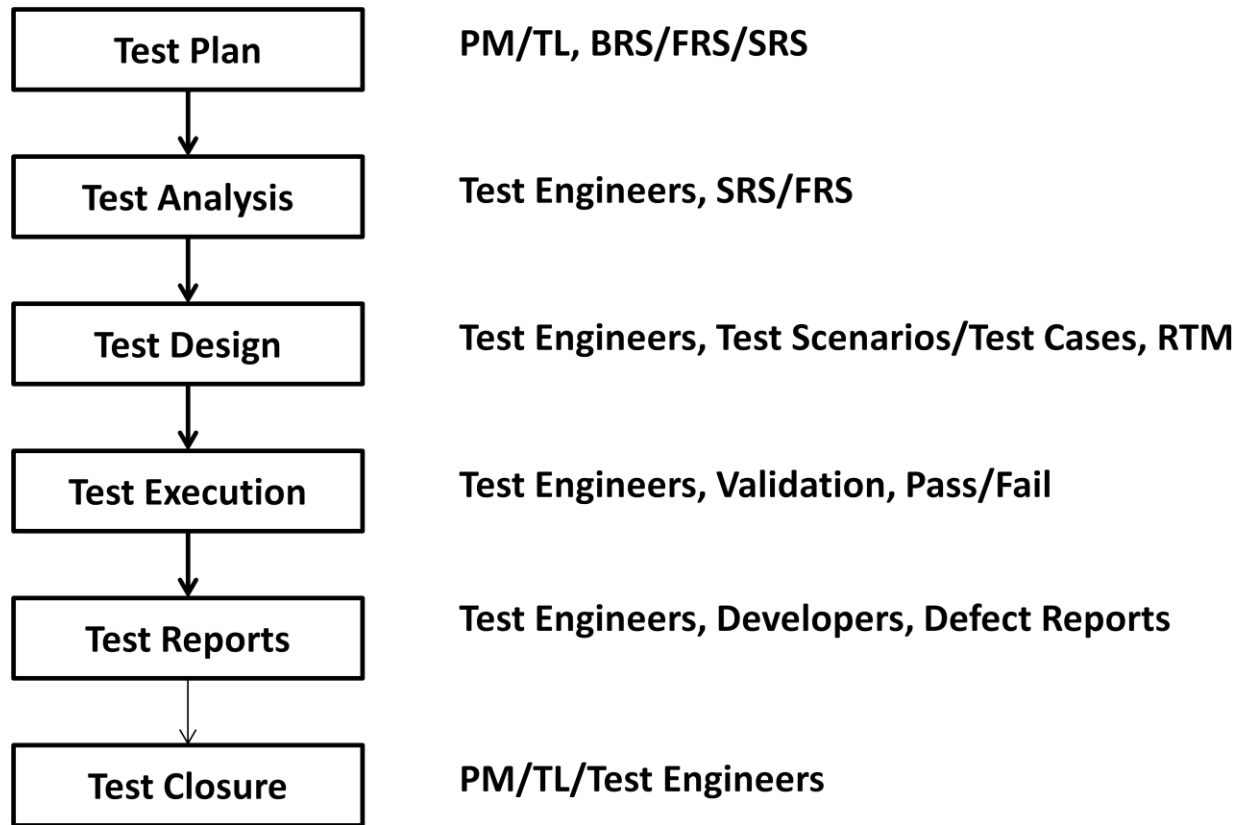 Test Plan
PM/TL, BRS/FRS/SRS
Test Analysis
Test Engineers, SRS/FRS
Test Design
Test Engineers, Test Scenarios/Test Cases, RTM
Test Execution
Test Engineers, Validation, Pass/Fail
Test Reports
Test Engineers, Developers, Defect Reports
Test Closure
PM/TL/Test Engineers